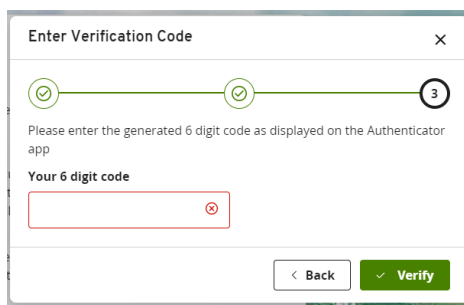 Enter Verification Code
3
Please enter the generated 6 digit code as displayed on the Authenticator
app
Your 6 digit code
Back
Verify